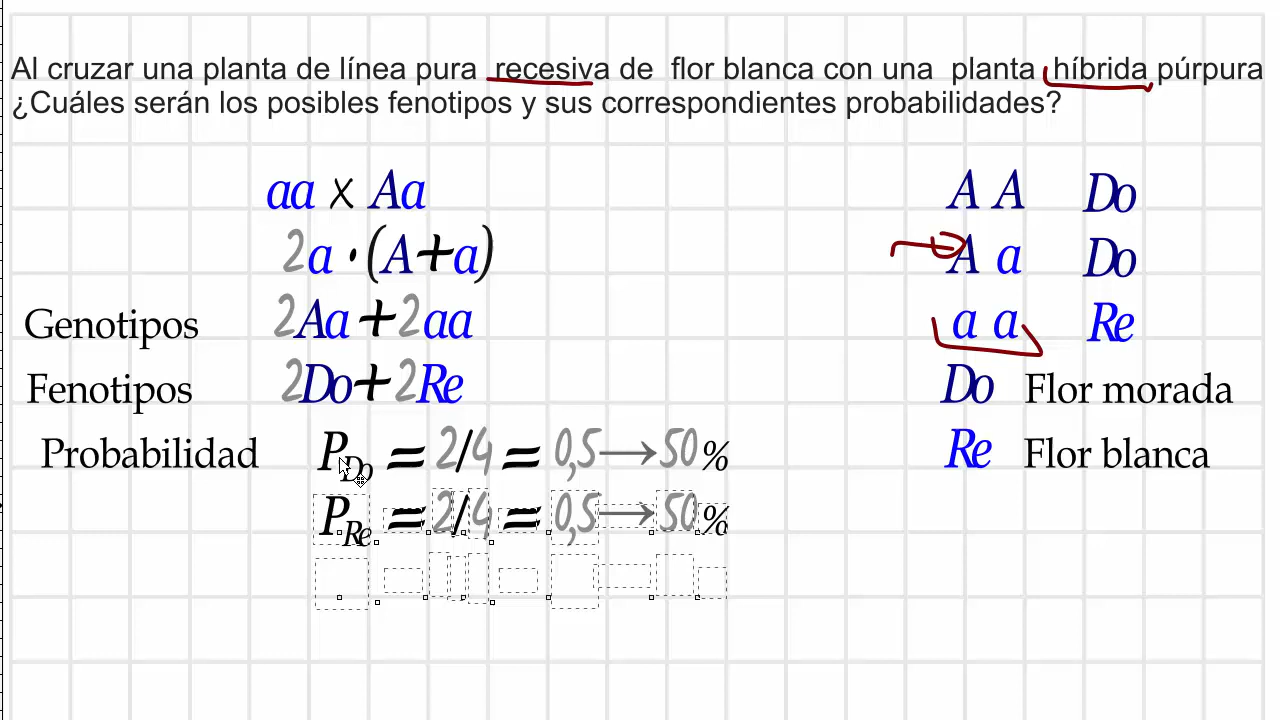 Al cruzar una planta de línea pura recesiva de flor blanca con una planta híbrida púrpura
¿Cuáles serán los posibles fenotipos y sus correspondientes probabilidades?
aa x Aa
2a · (A+a)
Genotipos 2Aa + 2aa
Fenotipos 2Do + 2Re
Probabilidad P Do = 2/4 = 0,5 → 50 %
P Re = 2/4 = 0,5 → 50 %
A A Do
A a Do
a a Re
Do Flor morada
Re Flor blanca